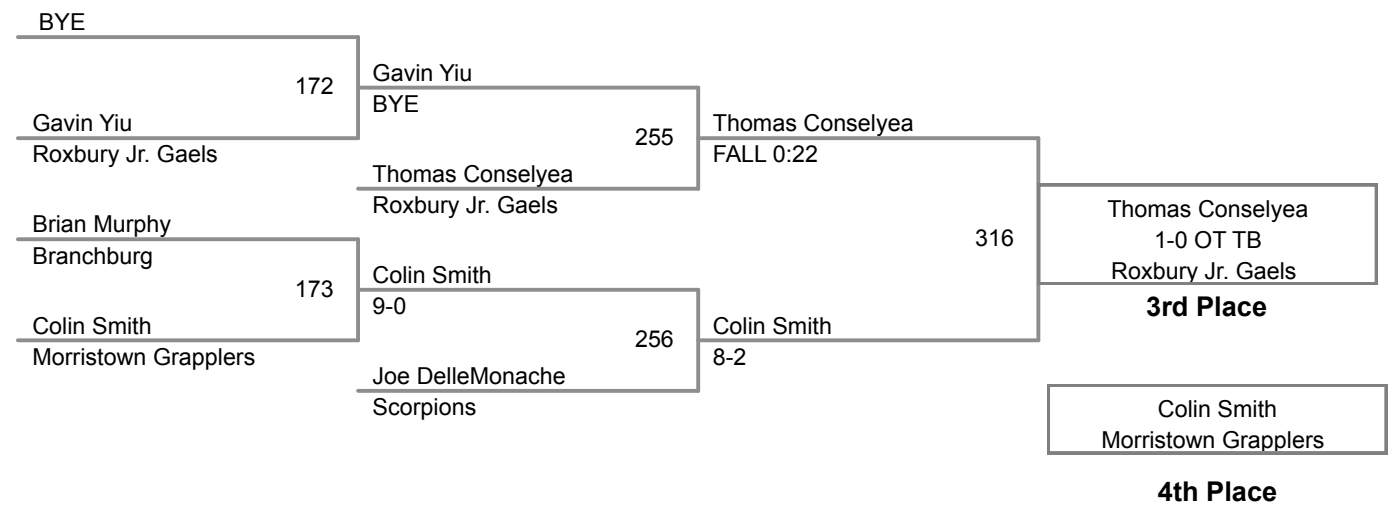 BYE
172
Gavin Yiu
Roxbury Jr. Gaels
Brian Murphy
Branchburg
173
Colin Smith
Morristown Grapplers
Gavin Yiu
BYE
255
Thomas Conselyea
Roxbury Jr. Gaels
Colin Smith
9-0
256
Joe DelleMonache
Scorpions
Thomas Conselyea
FALL 0:22
316
Colin Smith
8-2
Thomas Conselyea
1-0 OT TB
Roxbury Jr. Gaels
3rd Place
Colin Smith
Morristown Grapplers
4th Place